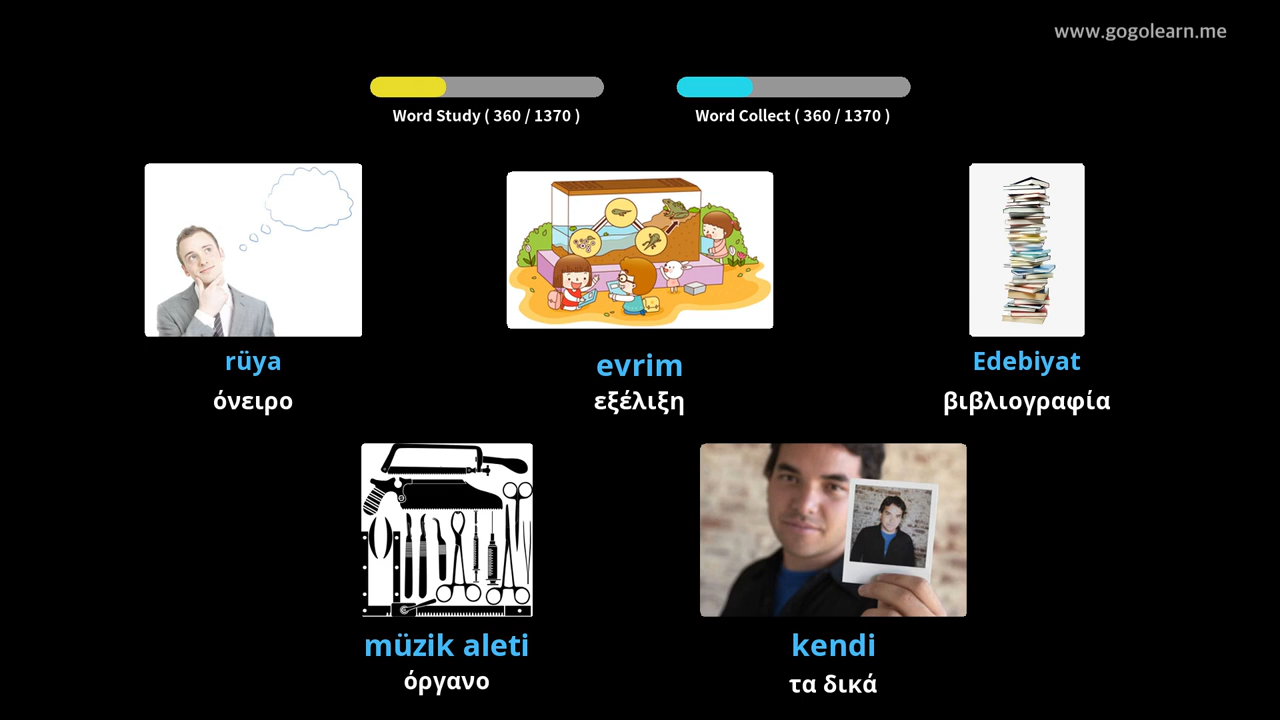 www.gogolearn.me
Word Study ( 360 / 1370 )
Word Collect ( 360 / 1370 )
rüya
evrim
Edebiyat
όνειρο
εξέλιξη
βιβλιογραφία
müzik aleti
kendi
όργανο
τα δικά